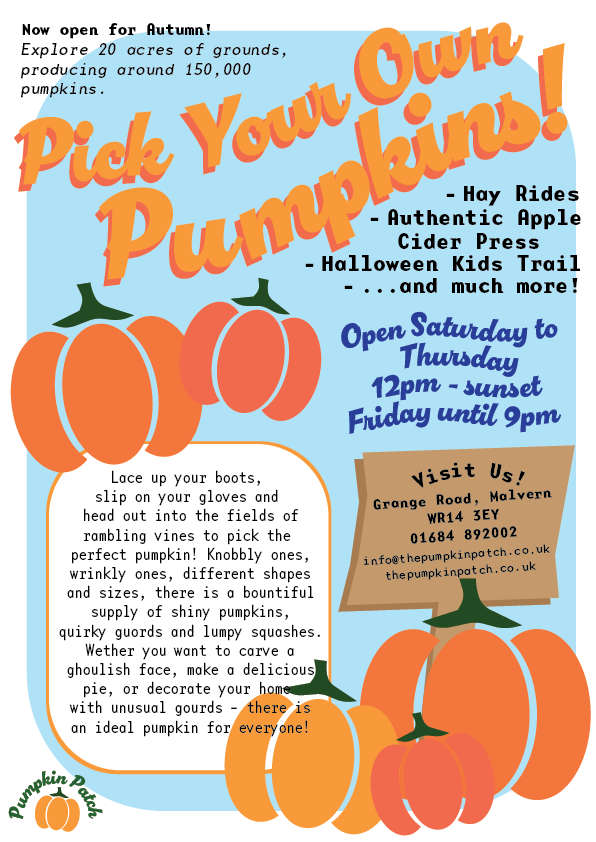 Now open for Autumn!
Explore 20 acres of grounds,
producing around 150,000
pumpkins.
Pick Your Own
Pumpkins!
- Hay Rides
- Authentic Apple
Cider Press
- Halloween Kids Trail
- ...and much more!
Open Saturday to
Thursday
12pm - sunset
Friday until 9pm
Lace up your boots,
slip on your gloves and
head out into the fields of
rambling vines to pick the
perfect pumpkin! Knobbly ones,
wrinkly ones, different shapes
and sizes, there is a bountiful
supply of shiny pumpkins,
quirky guords and lumpy squashes.
Wether you want to carve a
ghoulish face, make a delicious
pie, or decorate your home
with unusual gourds - there is
an ideal pumpkin for everyone!
Visit Us!
Grange Road, Malvern
WR14 3EY
01684 892002
info@thepumpkinpatch.co.uk
thepumpkinpatch.co.uk
Pumpkin Patch